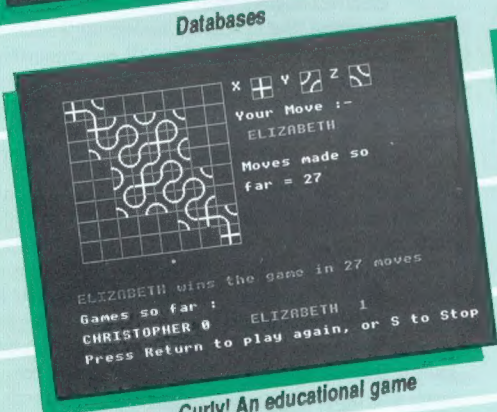 Databases
X Y Z
Your Move :-
ELIZABETH
Moves made so
far = 27
ELIZABETH wins the game in 27 moves
Games so far :
CHRISTOPHER 0 ELIZABETH 1
Press Return to play again, or S to Stop
Curly! An educational game